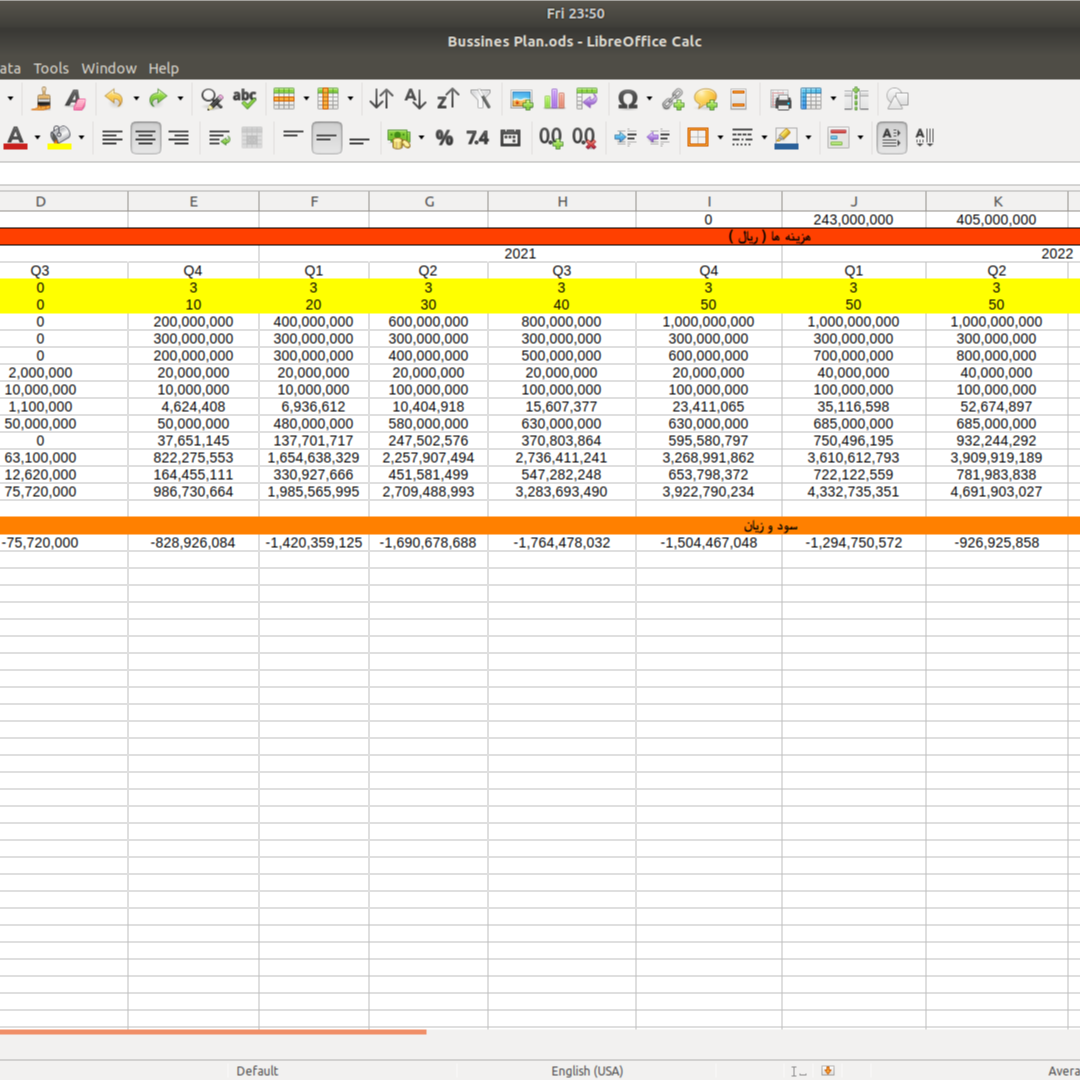 Fri 23:50
Bussines Plan.ods - LibreOffice Calc
ata Tools Window Help
abc Ω
A % 7.4 0.0 0.0 A A
D E F G H I J K
0 243,000,000 405,000,000
هزینه ها ( ریال )
2021 2022
Q3 Q4 Q1 Q2 Q3 Q4 Q1 Q2
0 3 3 3 3 3 3 3
0 10 20 30 40 50 50 50
0 200,000,000 400,000,000 600,000,000 800,000,000 1,000,000,000 1,000,000,000 1,000,000,000
0 300,000,000 300,000,000 300,000,000 300,000,000 300,000,000 300,000,000 300,000,000
0 200,000,000 300,000,000 400,000,000 500,000,000 600,000,000 700,000,000 800,000,000
2,000,000 20,000,000 20,000,000 20,000,000 20,000,000 20,000,000 40,000,000 40,000,000
10,000,000 10,000,000 10,000,000 100,000,000 100,000,000 100,000,000 100,000,000 100,000,000
1,100,000 4,624,408 6,936,612 10,404,918 15,607,377 23,411,065 35,116,598 52,674,897
50,000,000 50,000,000 480,000,000 580,000,000 630,000,000 630,000,000 685,000,000 685,000,000
0 37,651,145 137,701,717 247,502,576 370,803,864 595,580,797 750,496,195 932,244,292
63,100,000 822,275,553 1,654,638,329 2,257,907,494 2,736,411,241 3,268,991,862 3,610,612,793 3,909,919,189
12,620,000 164,455,111 330,927,666 451,581,499 547,282,248 653,798,372 722,122,559 781,983,838
75,720,000 986,730,664 1,985,565,995 2,709,488,993 3,283,693,490 3,922,790,234 4,332,735,351 4,691,903,027
سود و زیان
-75,720,000 -828,926,084 -1,420,359,125 -1,690,678,688 -1,764,478,032 -1,504,467,048 -1,294,750,572 -926,925,858
Default English (USA) Avera